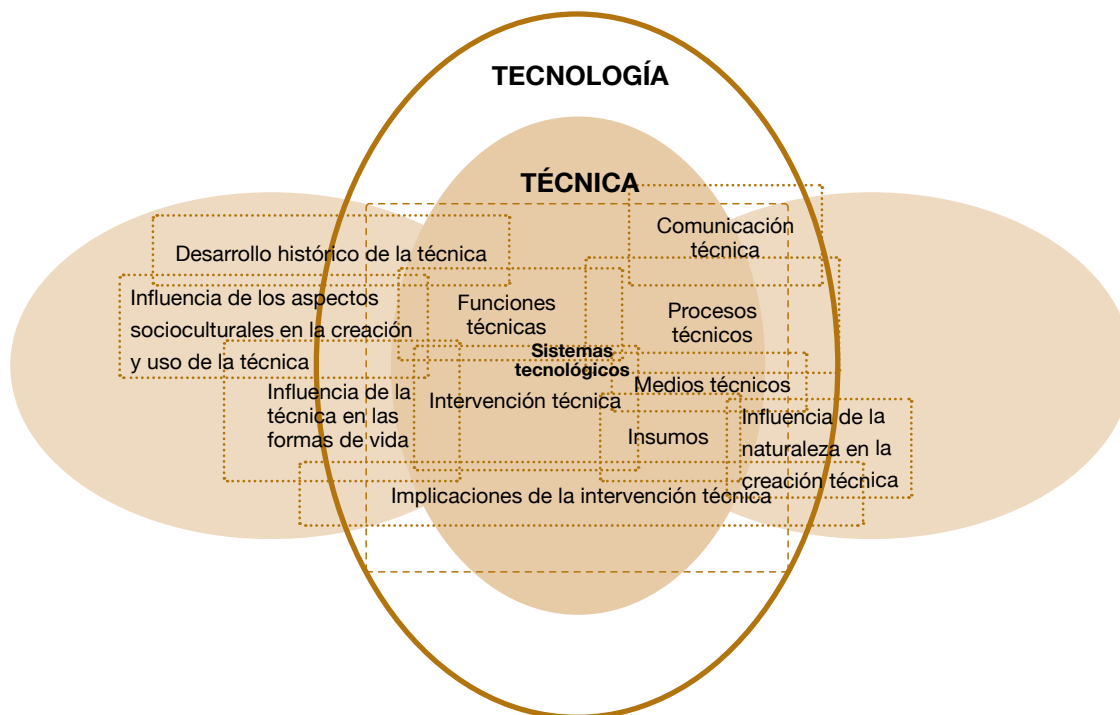 TECNOLOGÍA
TÉCNICA
Comunicación
técnica
Desarrollo histórico de la técnica
Influencia de los aspectos
socioculturales en la creación
y uso de la técnica
Funciones
técnicas
Procesos
técnicos
Sistemas
tecnológicos
Influencia de la
técnica en las
formas de vida
Intervención técnica
Medios técnicos
Insumos
Influencia de la
naturaleza en la
creación técnica
Implicaciones de la intervención técnica